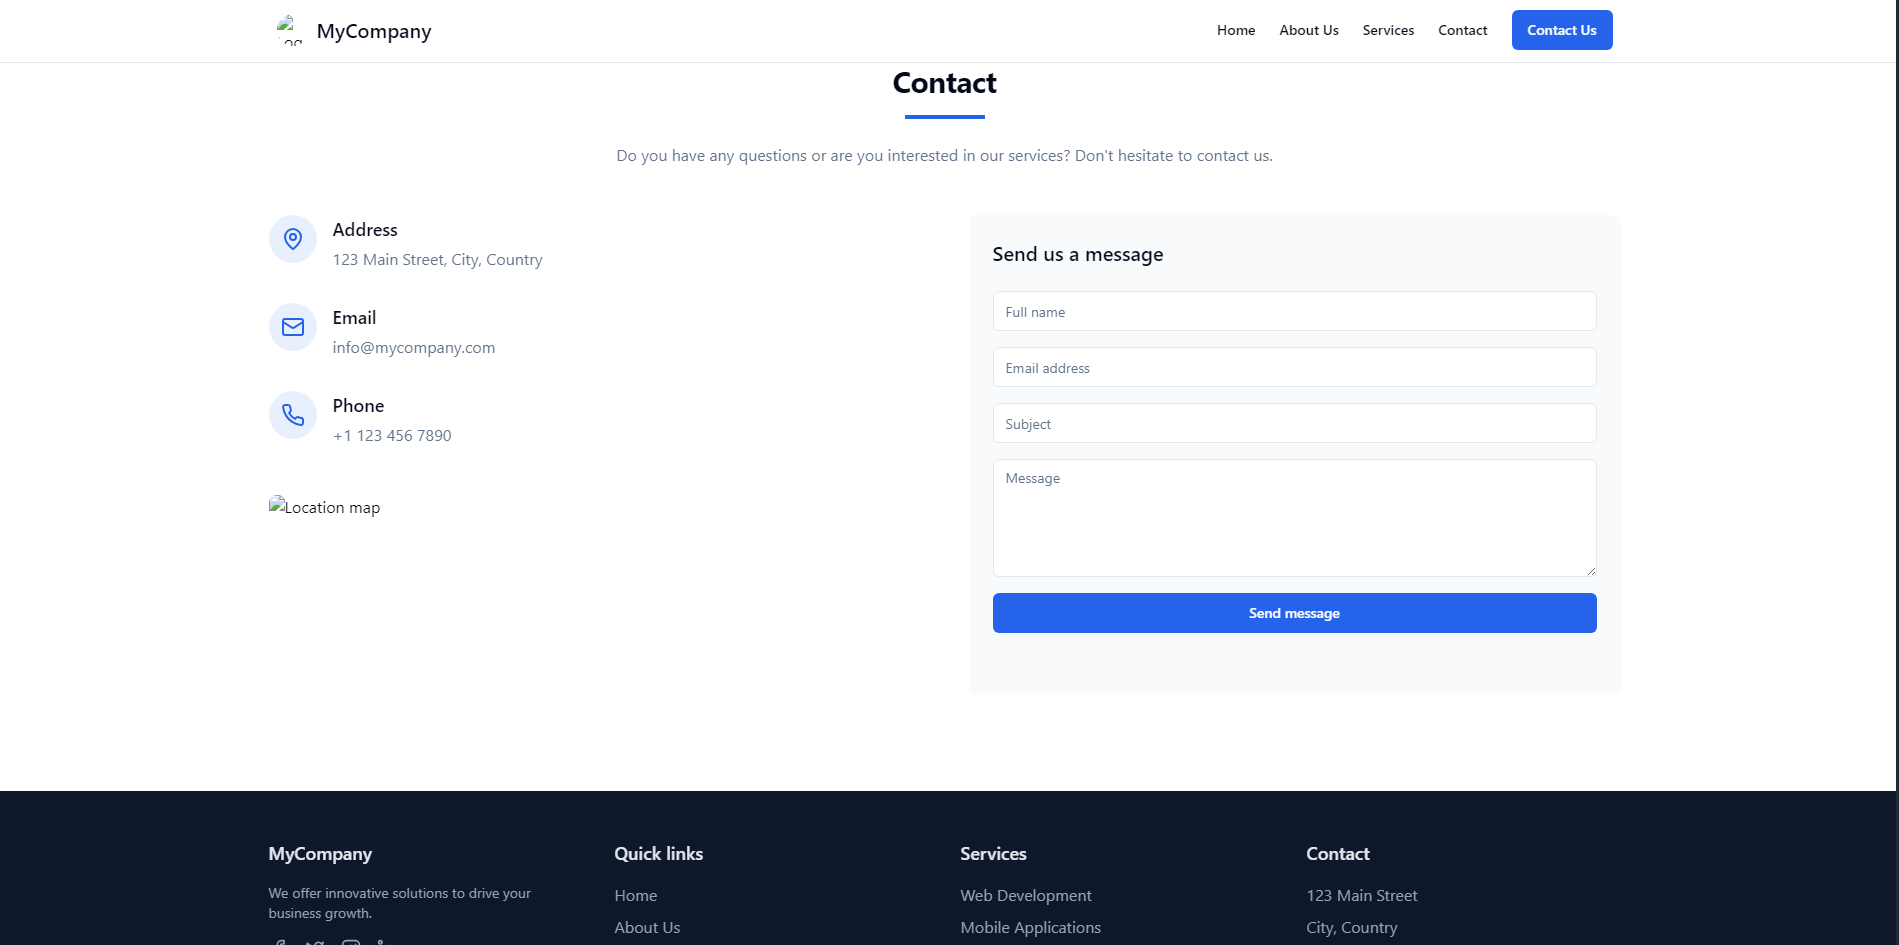 MyCompany
Home
About Us
Services
Contact
Contact Us
Contact
Do you have any questions or are you interested in our services? Don't hesitate to contact us.
Address
123 Main Street, City, Country
Email
info@mycompany.com
Phone
+1 123 456 7890
Location map
Send us a message
Full name
Email address
Subject
Message
Send message
MyCompany
We offer innovative solutions to drive your
business growth.
Quick links
Home
About Us
Services
Web Development
Mobile Applications
Contact
123 Main Street
City, Country